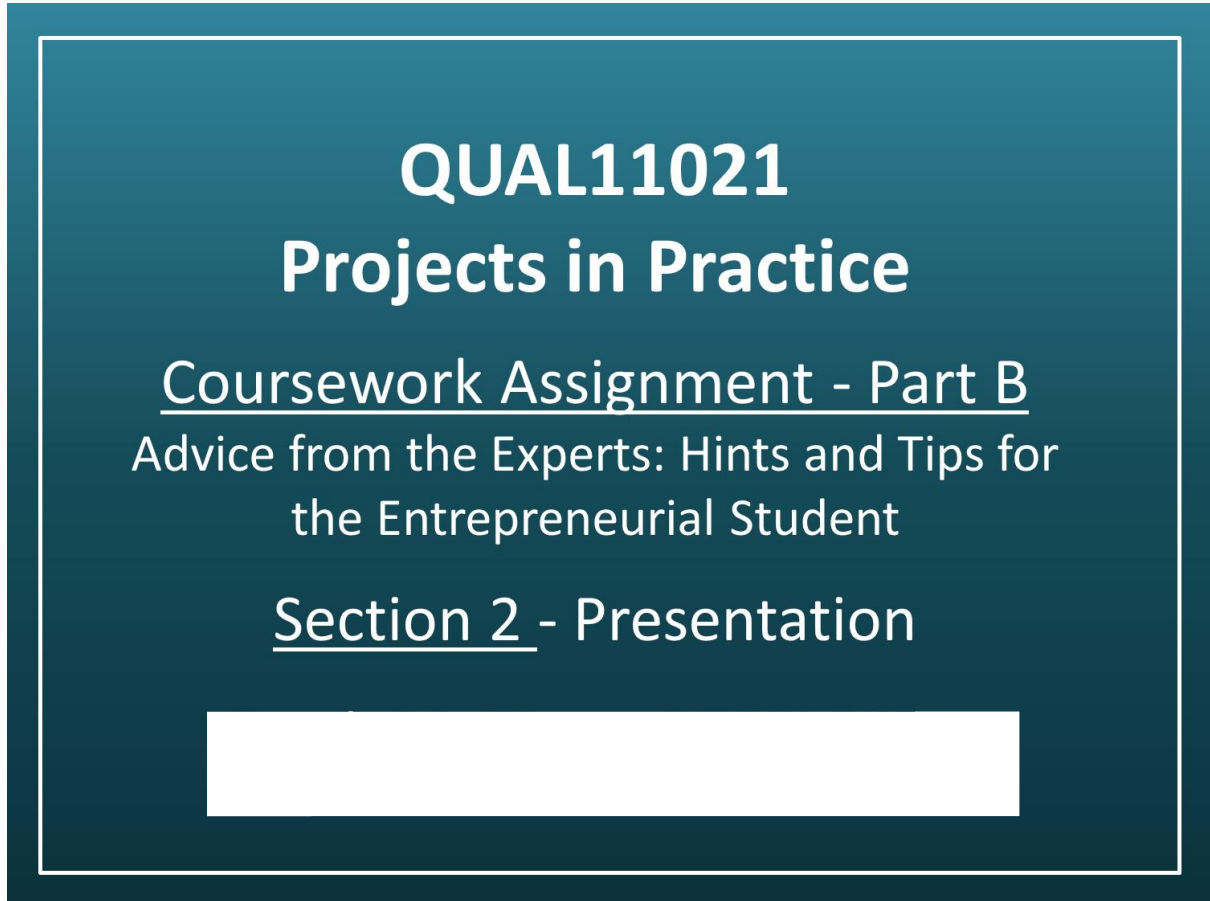 QUAL11021
Projects in Practice
Coursework Assignment - Part B
Advice from the Experts: Hints and Tips for
the Entrepreneurial Student
Section 2 - Presentation